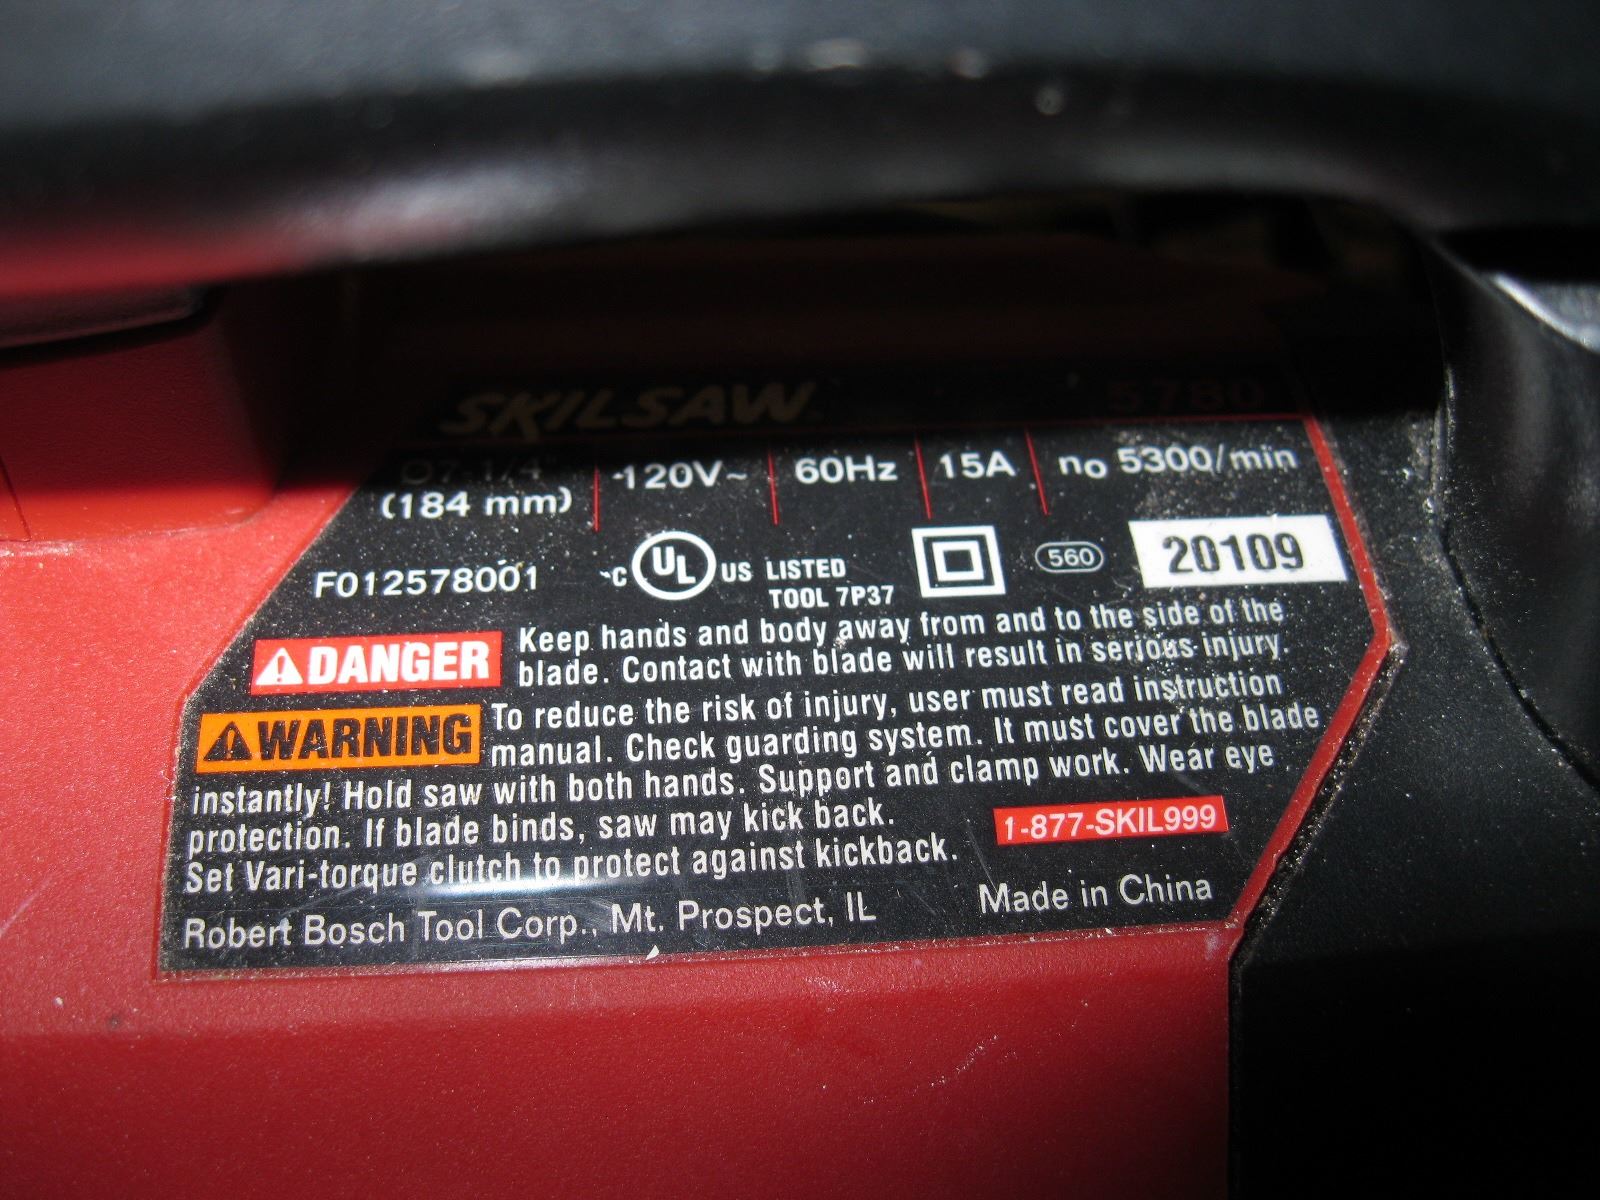 SKILSAW 5780
O7-1/4"
(184 mm) 120V~ 60Hz 15A no 5300/min
F012578001 C UL US LISTED TOOL 7P37 560 20109
DANGER Keep hands and body away from and to the side of the
blade. Contact with blade will result in serious injury.
WARNING To reduce the risk of injury, user must read instruction
manual. Check guarding system. It must cover the blade
instantly! Hold saw with both hands. Support and clamp work. Wear eye
protection. If blade binds, saw may kick back.
Set Vari-torque clutch to protect against kickback.
1-877-SKIL999
Robert Bosch Tool Corp., Mt. Prospect, IL Made in China